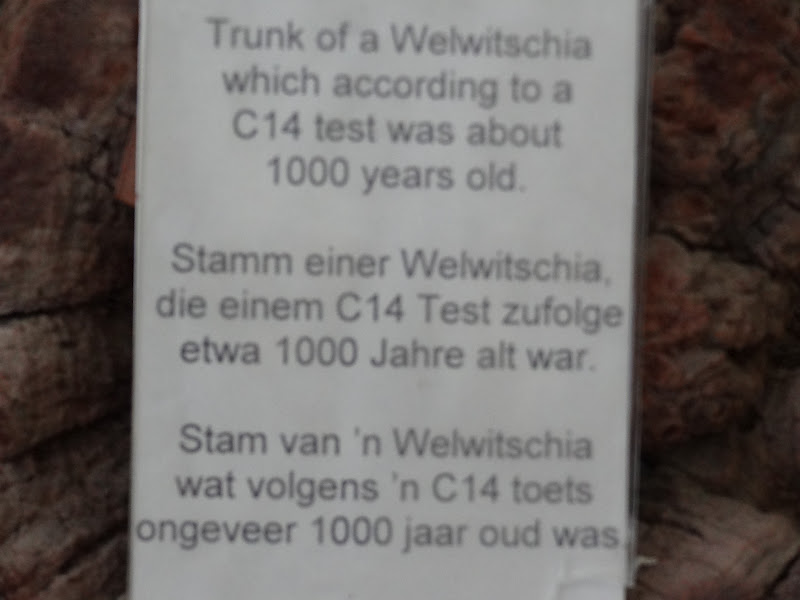 Trunk of a Welwitschia
which according to a
C14 test was about
1000 years old.
Stamm einer Welwitschia,
die einem C14 Test zufolge
etwa 1000 Jahre alt war.
Stam van 'n Welwitschia
wat volgens 'n C14 toets
ongeveer 1000 jaar oud was.